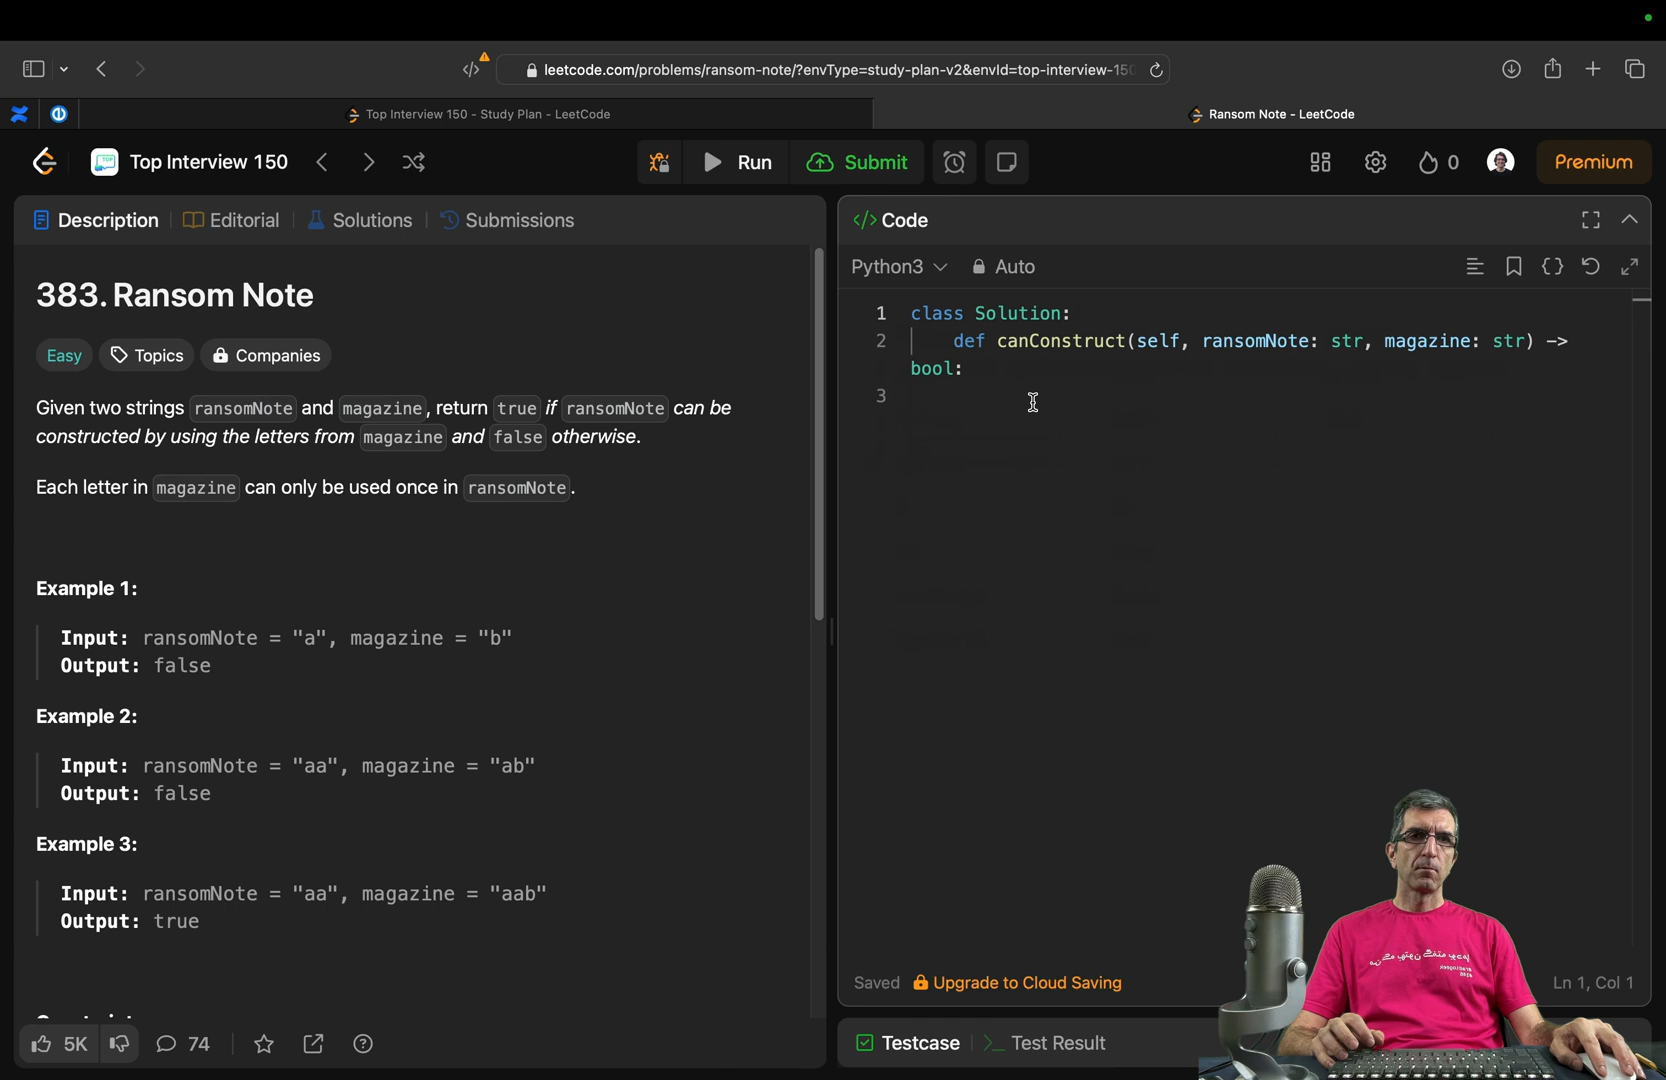 leetcode.com/problems/ransom-note/?envType=study-plan-v2&envId=top-interview-150
Top Interview 150 - Study Plan - LeetCode
Ransom Note - LeetCode
Top Interview 150
Run
Submit
0
Premium
Description
Editorial
Solutions
Submissions
383. Ransom Note
Easy
Topics
Companies
Given two strings ransomNote and magazine, return true if ransomNote can be
constructed by using the letters from magazine and false otherwise.
Each letter in magazine can only be used once in ransomNote.
Example 1:
Input: ransomNote = "a", magazine = "b"
Output: false
Example 2:
Input: ransomNote = "aa", magazine = "ab"
Output: false
Example 3:
Input: ransomNote = "aa", magazine = "aab"
Output: true
5K
74
</> Code
Python3
Auto
1 class Solution:
2 def canConstruct(self, ransomNote: str, magazine: str) ->
bool:
3
Saved
Upgrade to Cloud Saving
Ln 1, Col 1
Testcase
Test Result